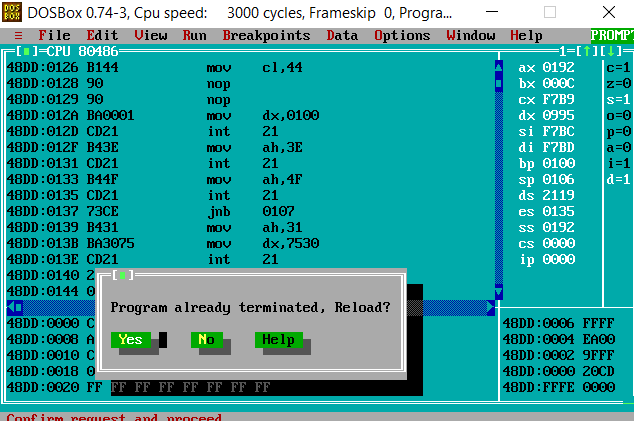 DOSBox 0.74-3, Cpu speed: 3000 cycles, Frameskip 0, Progra...
≡ File Edit View Run Breakpoints Data Options Window Help PROMPT
[■]=CPU 80486 1=[↑][↓]
48DD:0126 B144 mov cl,44 ax 0192 c=1
48DD:0128 90 nop bx 000C z=0
48DD:0129 90 nop cx F7B9 s=1
48DD:012A BA0001 mov dx,0100 dx 0995 o=0
48DD:012D CD21 int 21 si F7BC p=0
48DD:012F B43E mov ah,3E di F7BD a=0
48DD:0131 CD21 int 21 bp 0100 i=1
48DD:0133 B44F mov ah,4F sp 0106 d=1
48DD:0135 CD21 int 21 ds 2119
48DD:0137 73CE jnb 0107 es 0135
48DD:0139 B431 mov ah,31 ss 0192
48DD:013B BA3075 mov dx,7530 cs 0000
48DD:013E CD21 int 21 ip 0000
48DD:0140 2
48DD:0144 0
Program already terminated, Reload?
Yes No Help
48DD:0000 C 48DD:0006 FFFF
48DD:0008 A 48DD:0004 EA00
48DD:0010 C 48DD:0002 9FFF
48DD:0018 0 48DD:0000 20CD
48DD:0020 FF FF FF FF FF FF FF FF 48DD:FFFE 0000
Confirm request and proceed